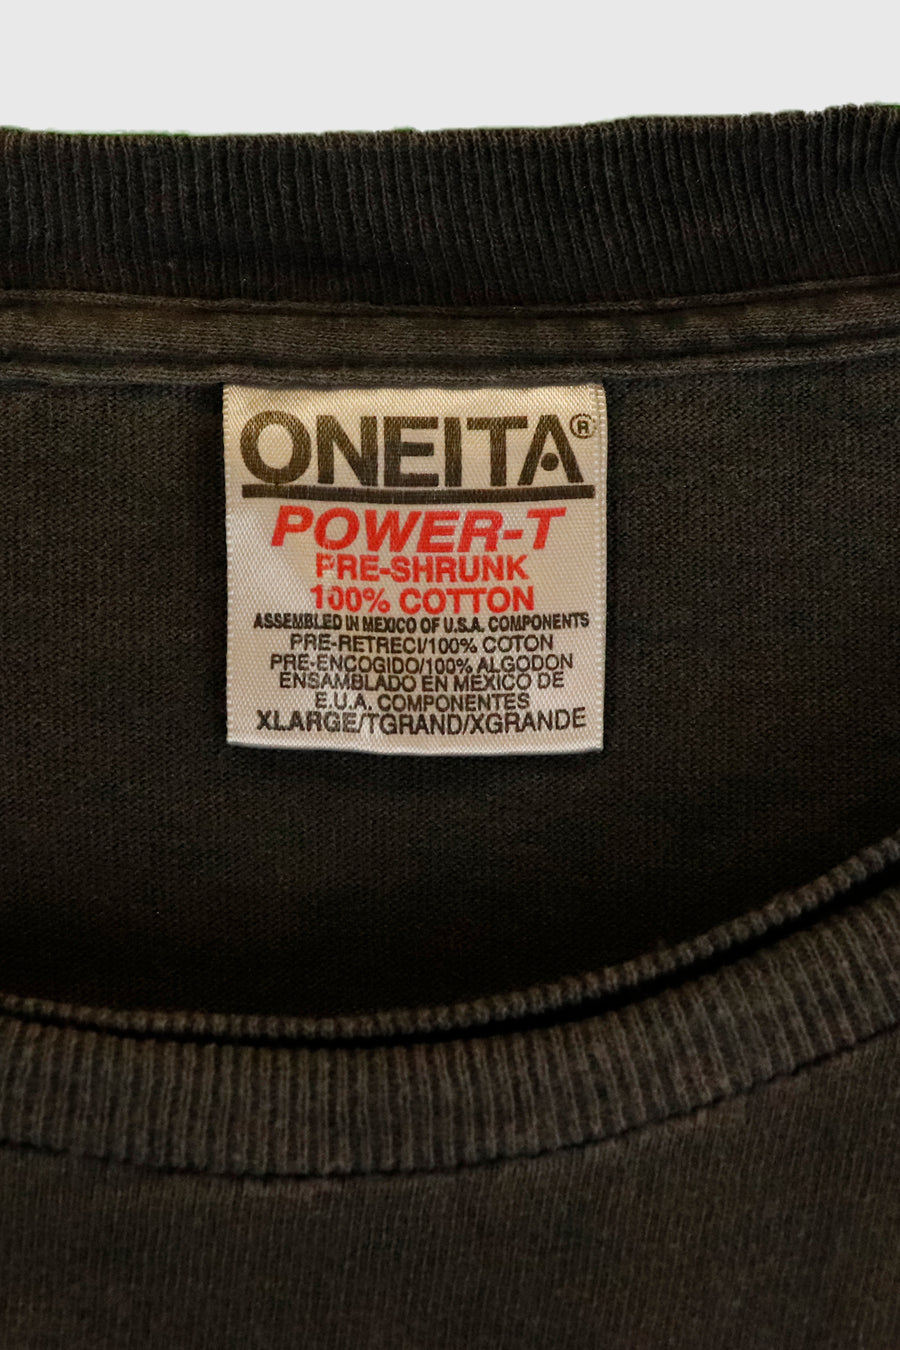 ONEITA®
POWER-T
PRE-SHRUNK
100% COTTON
ASSEMBLED IN MEXICO OF U.S.A. COMPONENTS
PRE-RETRECI/100% COTON
PRE-ENCOGIDO/100% ALGODON
ENSAMBLADO EN MEXICO DE
E.U.A. COMPONENTES
XLARGE/TGRAND/XGRANDE